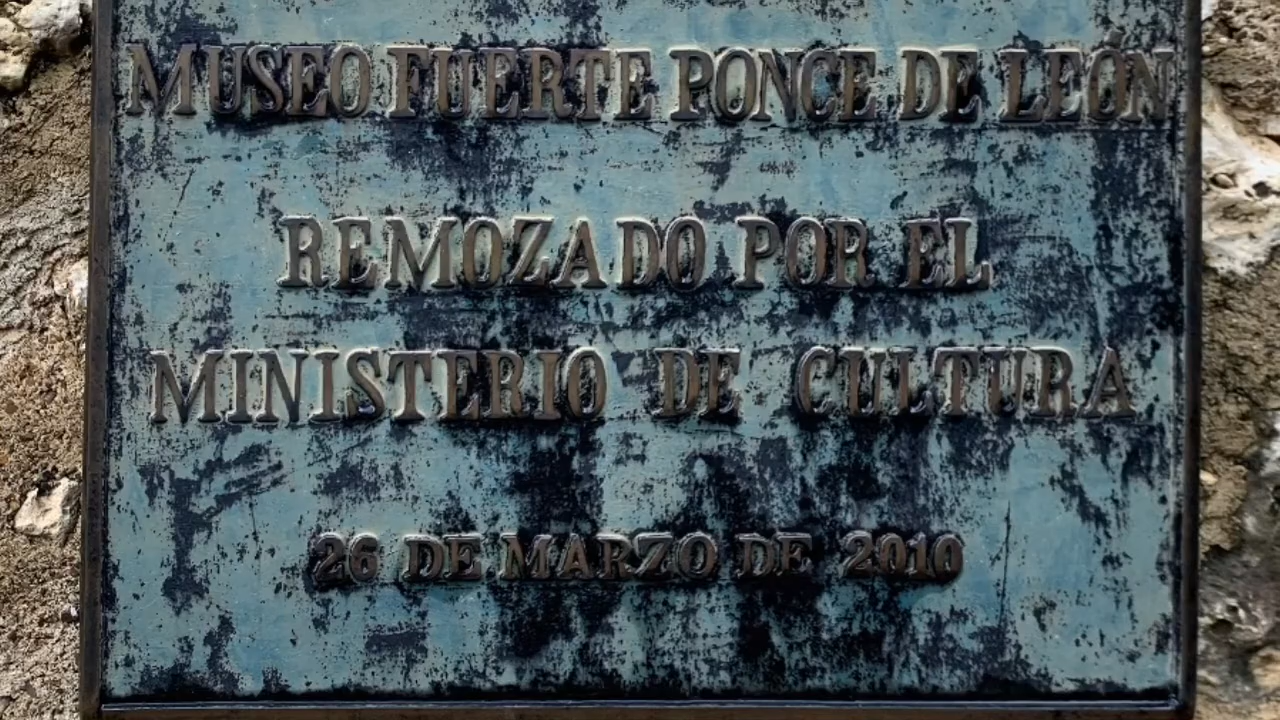 MUSEO FUERTE PONCE DE LEÓN
REMOZADO POR EL
MINISTERIO DE CULTURA
26 DE MARZO DE 2010